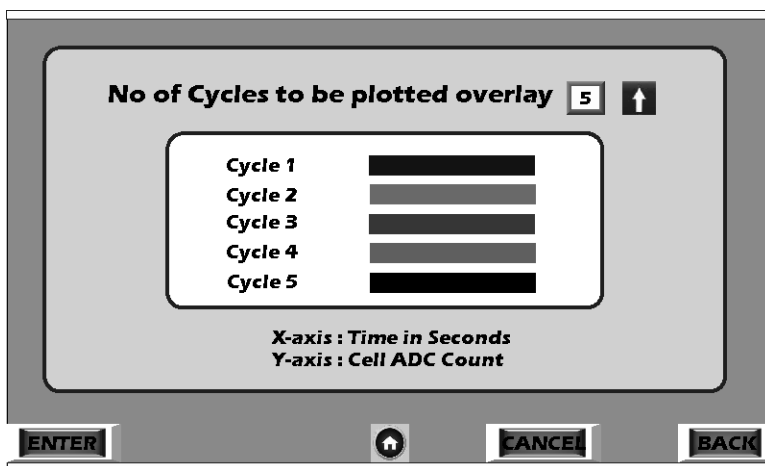 No of Cycles to be plotted overlay 5
Cycle 1
Cycle 2
Cycle 3
Cycle 4
Cycle 5
X-axis : Time in Seconds
Y-axis : Cell ADC Count
ENTER CANCEL BACK